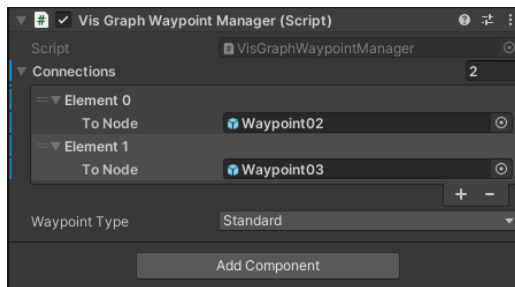 Vis Graph Waypoint Manager (Script)
Script VisGraphWaypointManager
Connections 2
Element 0
To Node Waypoint02
Element 1
To Node Waypoint03
+ -
Waypoint Type Standard
Add Component